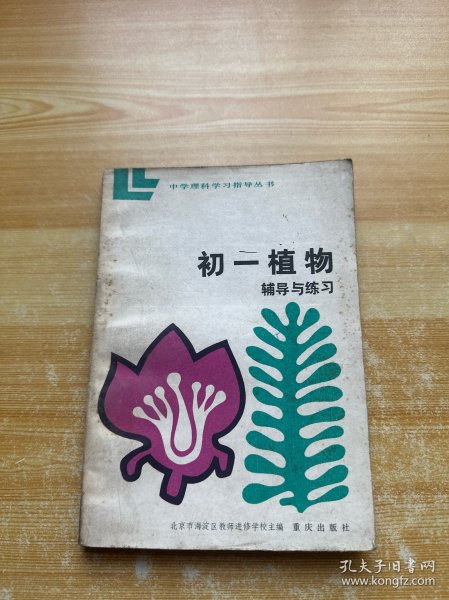 中学理科学习指导丛书
初一植物
辅导与练习
北京市海淀区教师进修学校主编 重庆出版社
孔夫子旧书网
www.kongfz.com